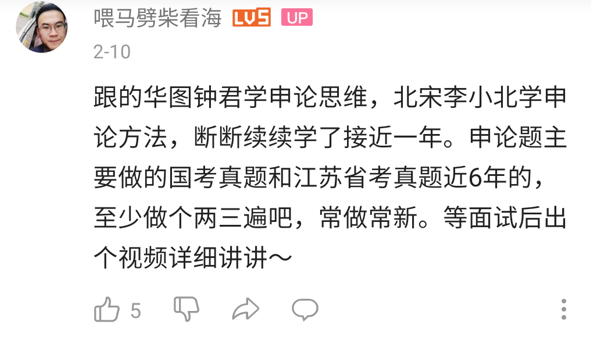 喂马劈柴看海 LV5 UP
2-10
跟的华图钟君学申论思维，北宋李小北学申
论方法，断断续续学了接近一年。申论题主
要做的国考真题和江苏省考真题近6年的，
至少做个两三遍吧，常做常新。等面试后出
个视频详细讲讲～
5